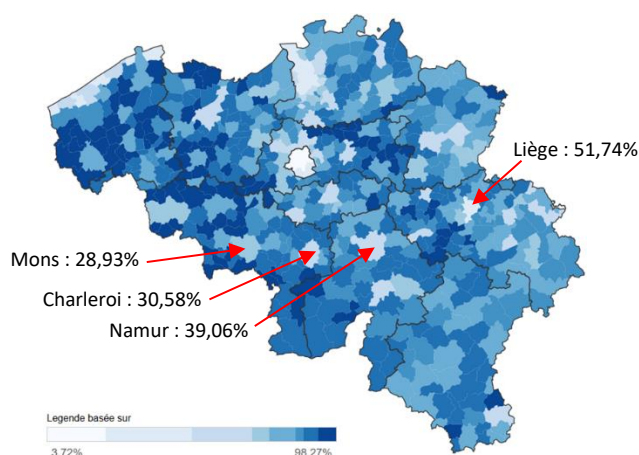 Liège : 51,74%
Mons : 28,93%
Charleroi : 30,58%
Namur : 39,06%
Legende basée sur
3.72% 98.27%